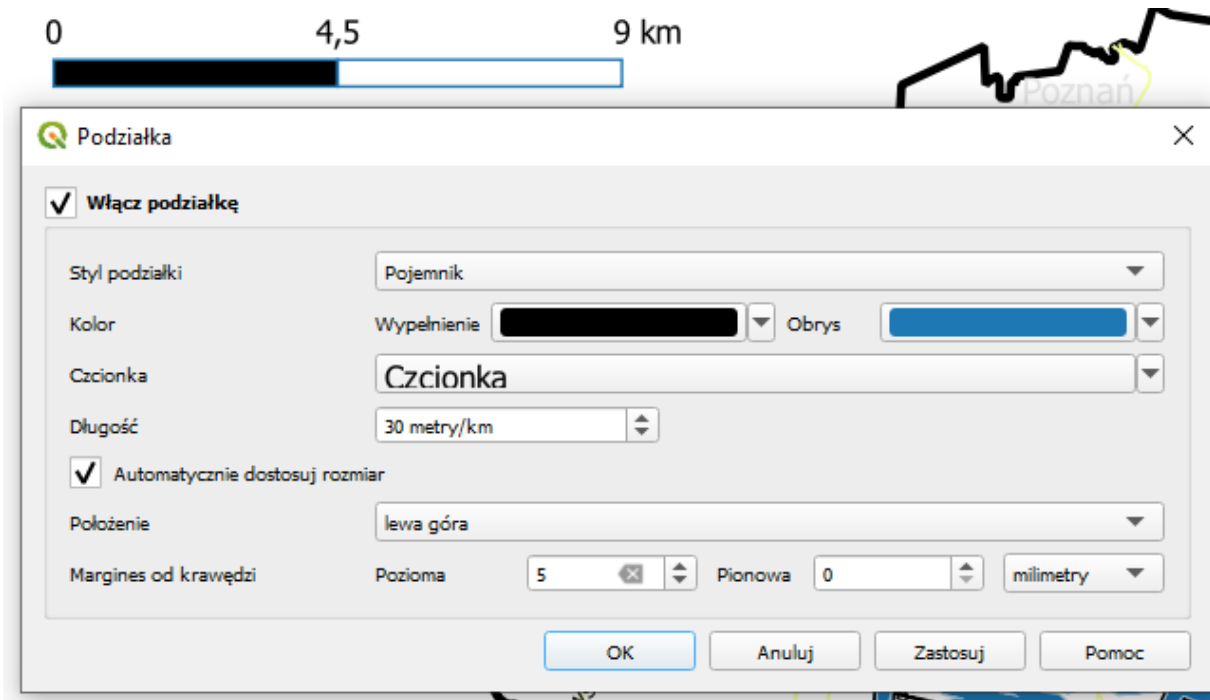 0 4,5 9 km
Poznań
Podziałka
Włącz podziałkę
Styl podziałki Pojemnik
Kolor Wypełnienie Obrys
Czcionka Czcionka
Długość 30 metry/km
Automatycznie dostosuj rozmiar
Położenie lewa góra
Margines od krawędzi Pozioma 5 Pionowa 0 milimetry
OK Anuluj Zastosuj Pomoc